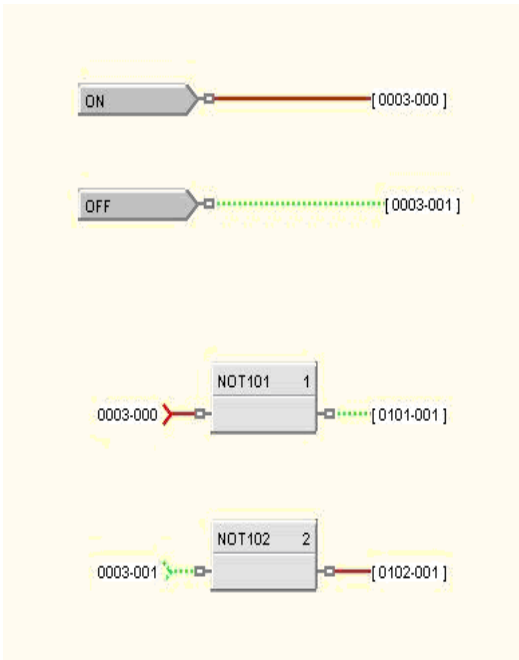 ON [ 0003-000 ]
OFF [ 0003-001 ]
NOT101 1
0003-000 [ 0101-001 ]
NOT102 2
0003-001 [ 0102-001 ]